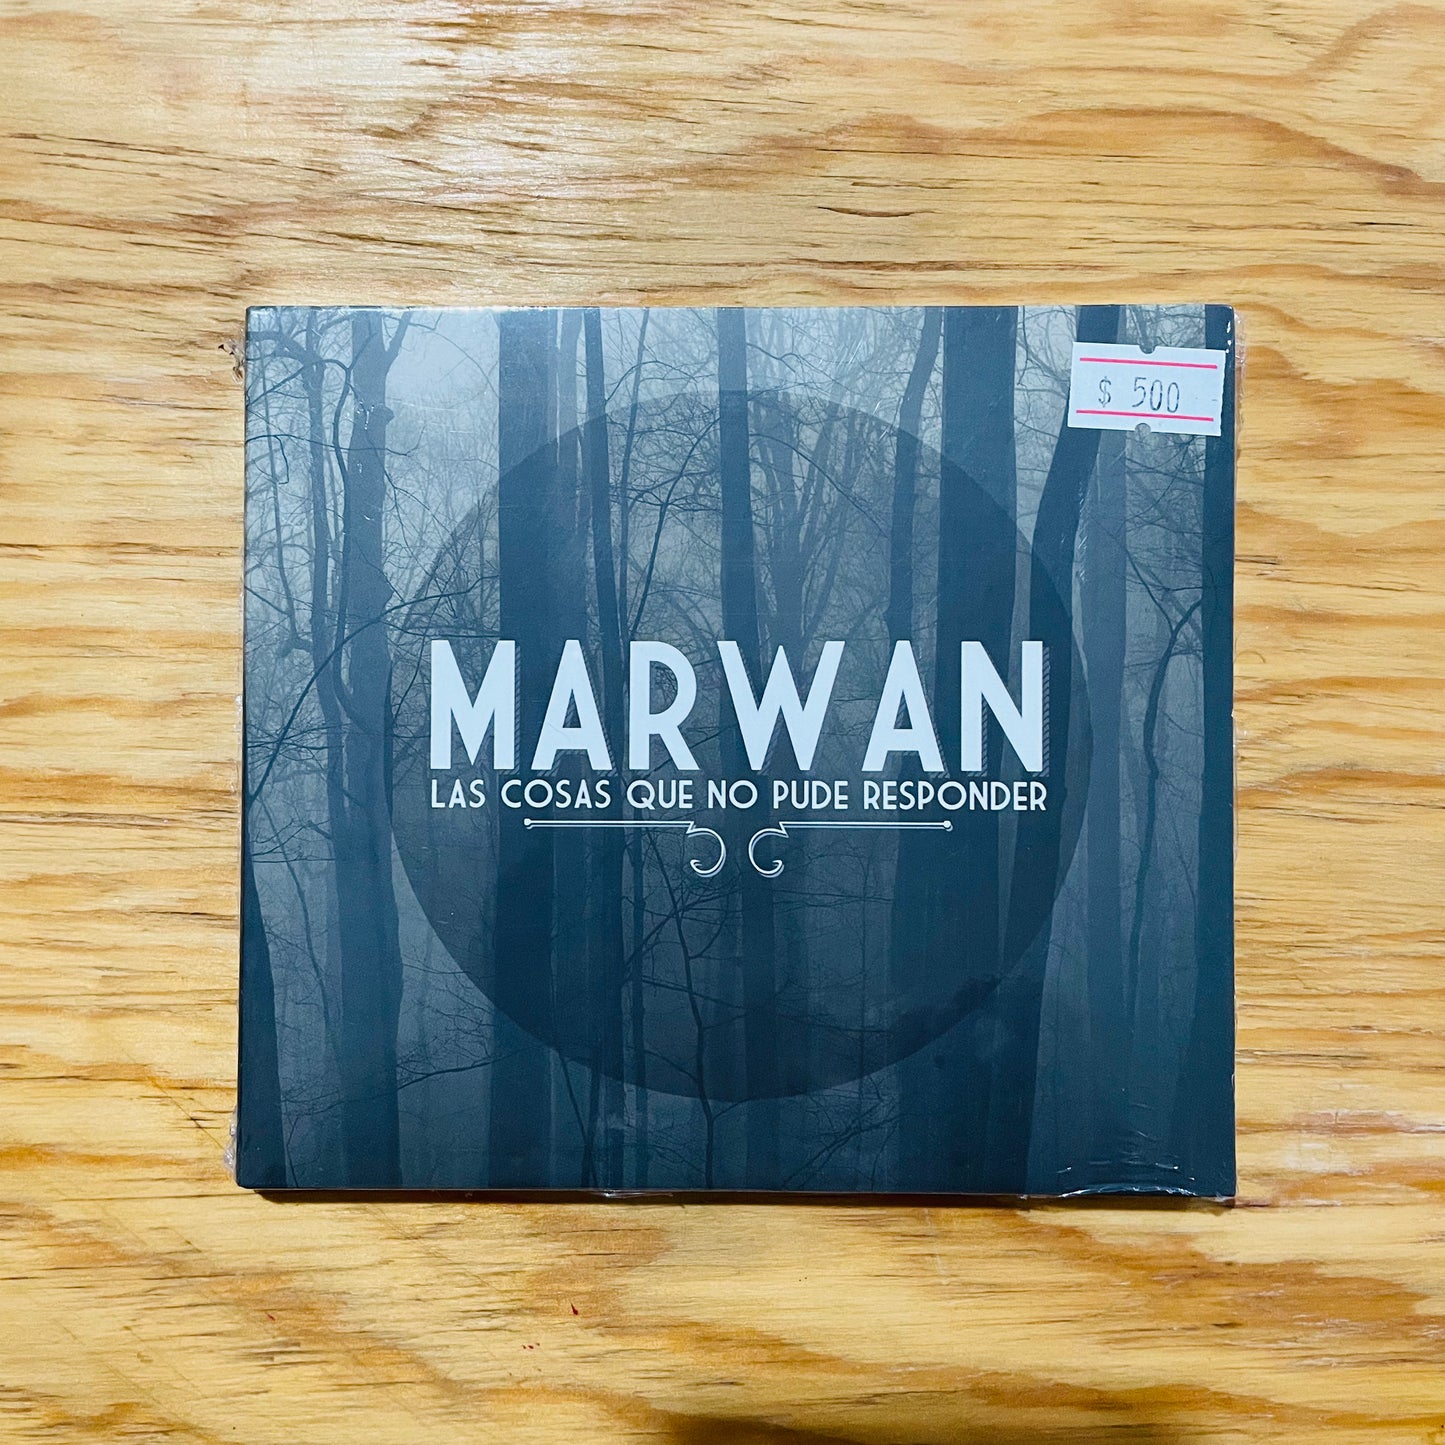 $ 500
MARWAN
LAS COSAS QUE NO PUDE RESPONDER